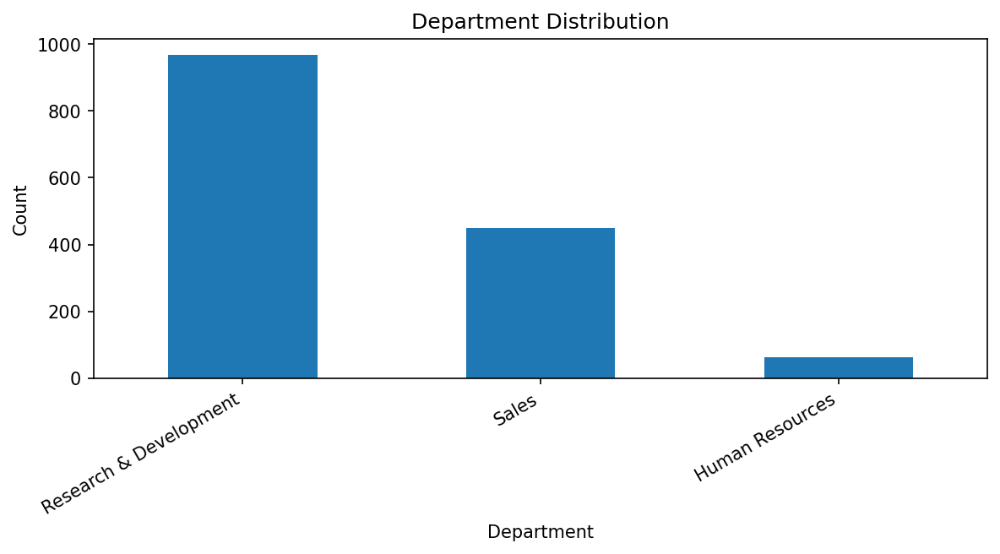 Department Distribution
1000
800
600
400
200
0
Count
Research & Development
Sales
Human Resources
Department